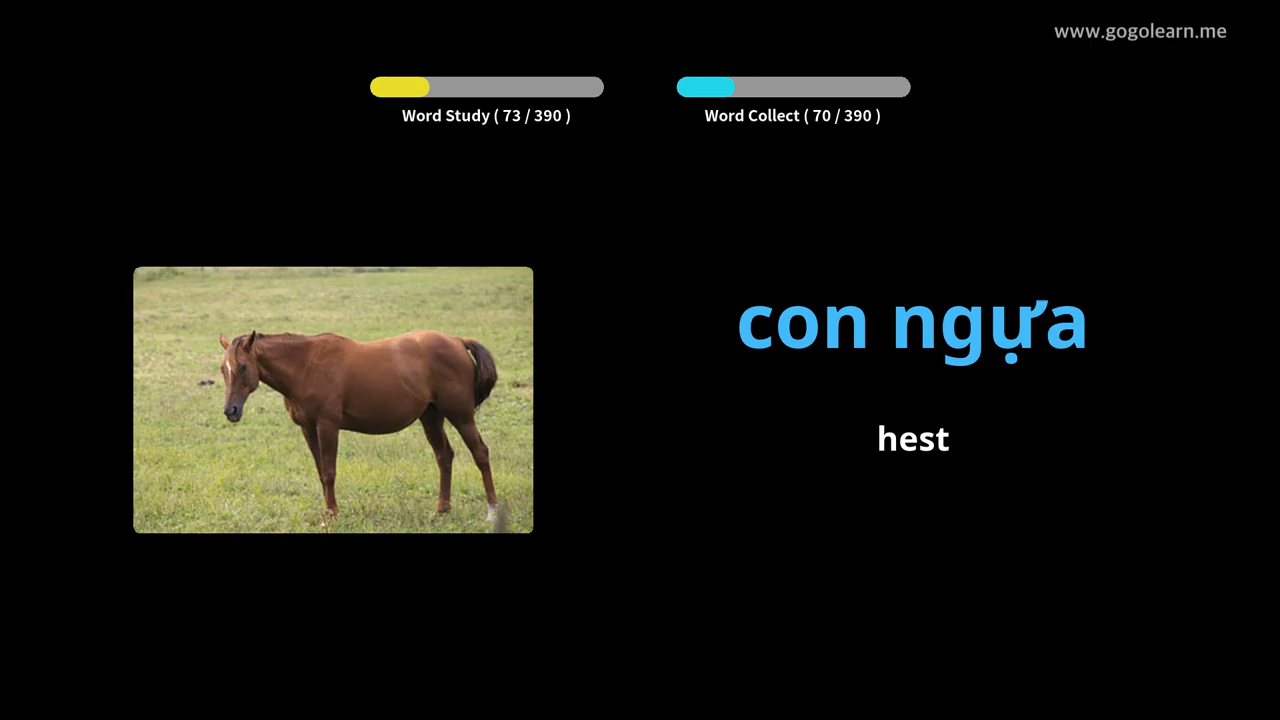 www.gogolearn.me
Word Study ( 73 / 390 )
Word Collect ( 70 / 390 )
con ngựa
hest